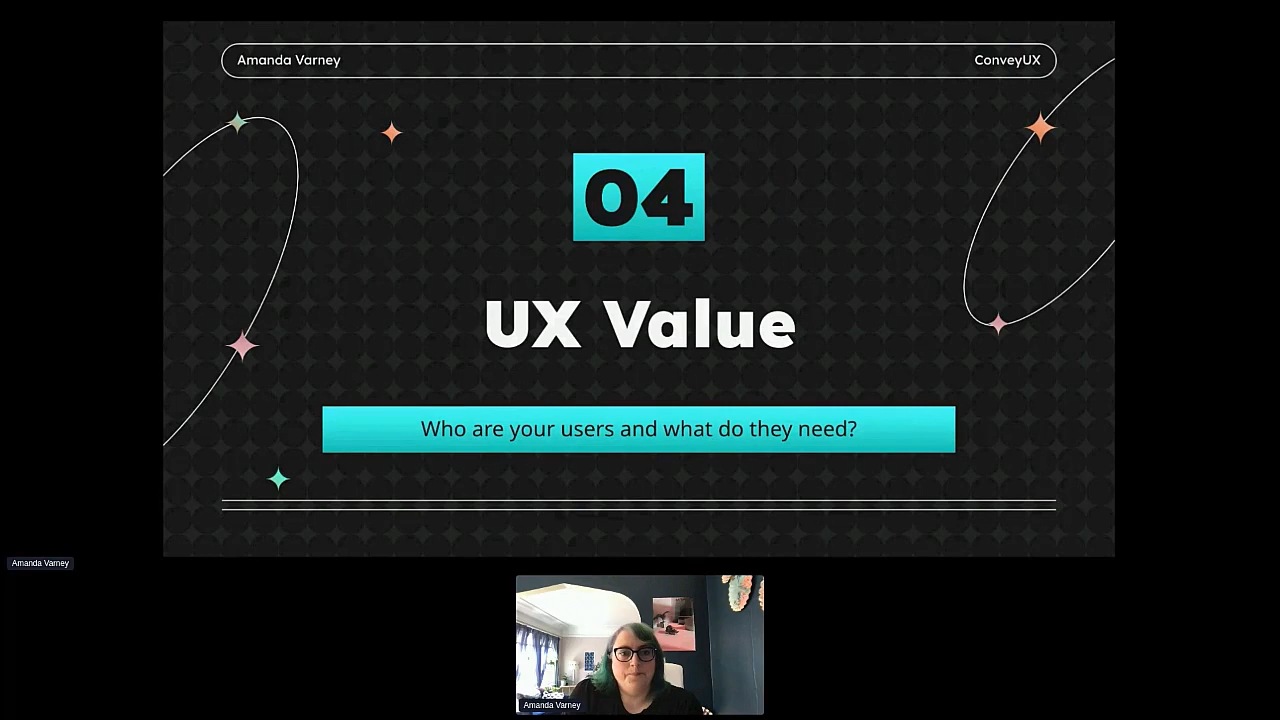 Amanda Varney
ConveyUX
04
UX Value
Who are your users and what do they need?
Amanda Varney
Amanda Varney